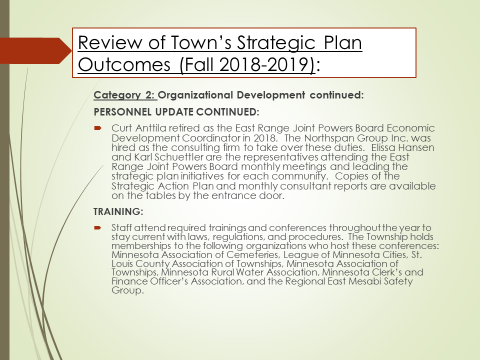 Review of Town's Strategic Plan
Outcomes (Fall 2018-2019):
Category 2: Organizational Development continued:
PERSONNEL UPDATE CONTINUED:
Curt Anttila retired as the East Range Joint Powers Board Economic
Development Coordinator in 2018. The Northspan Group Inc. was
hired as the consulting firm to take over these duties. Elissa Hansen
and Karl Schuettler are the representatives attending the East
Range Joint Powers Board monthly meetings and leading the
strategic plan initiatives for each community. Copies of the
Strategic Action Plan and monthly consultant reports are available
on the tables by the entrance door.
TRAINING:
Staff attend required trainings and conferences throughout the year to
stay current with laws, regulations, and procedures. The Township holds
memberships to the following organizations who host these conferences:
Minnesota Association of Cemeteries, League of Minnesota Cities, St.
Louis County Association of Townships, Minnesota Association of
Townships, Minnesota Rural Water Association, Minnesota Clerk's and
Finance Officer's Association, and the Regional East Mesabi Safety
Group.